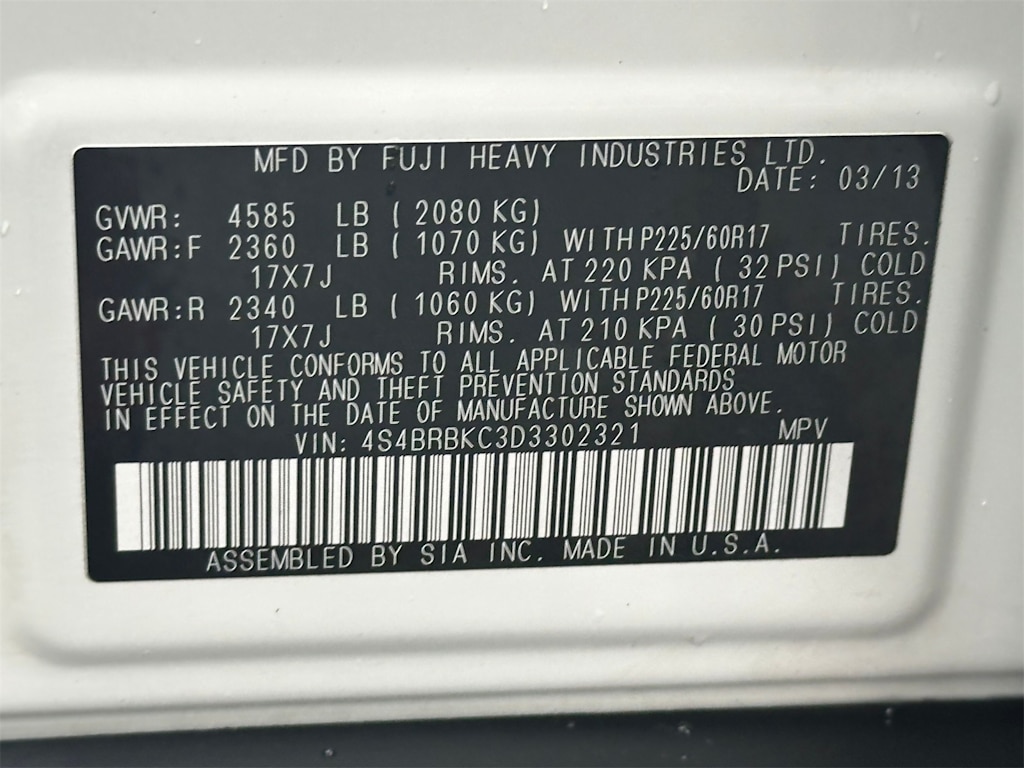 MFD BY FUJI HEAVY INDUSTRIES LTD.
DATE: 03/13
GVWR: 4585 LB ( 2080 KG)
GAWR:F 2360 LB ( 1070 KG) WITH P225/60R17 TIRES.
17X7J RIMS. AT 220 KPA ( 32 PSI) COLD
GAWR:R 2340 LB ( 1060 KG) WITH P225/60R17 TIRES.
17X7J RIMS. AT 210 KPA ( 30 PSI) COLD
THIS VEHICLE CONFORMS TO ALL APPLICABLE FEDERAL MOTOR
VEHICLE SAFETY AND THEFT PREVENTION STANDARDS
IN EFFECT ON THE DATE OF MANUFACTURE SHOWN ABOVE.
VIN: 4S4BRBKC3D3302321 MPV
ASSEMBLED BY SIA INC. MADE IN U.S.A.